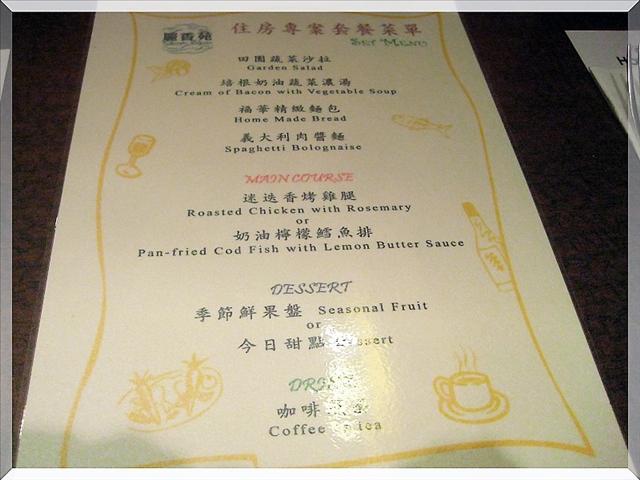 麗香苑
住房專案套餐菜單
Set Menu
田園蔬菜沙拉
Garden Salad
培根奶油蔬菜濃湯
Cream of Bacon with Vegetable Soup
福華精緻麵包
Home Made Bread
義大利肉醬麵
Spaghetti Bolognaise
MAIN COURSE
迷迭香烤雞腿
Roasted Chicken with Rosemary
or
奶油檸檬鱈魚排
Pan-fried Cod Fish with Lemon Butter Sauce
DESSERT
季節鮮果盤 Seasonal Fruit
or
今日甜點
咖啡
Coffee